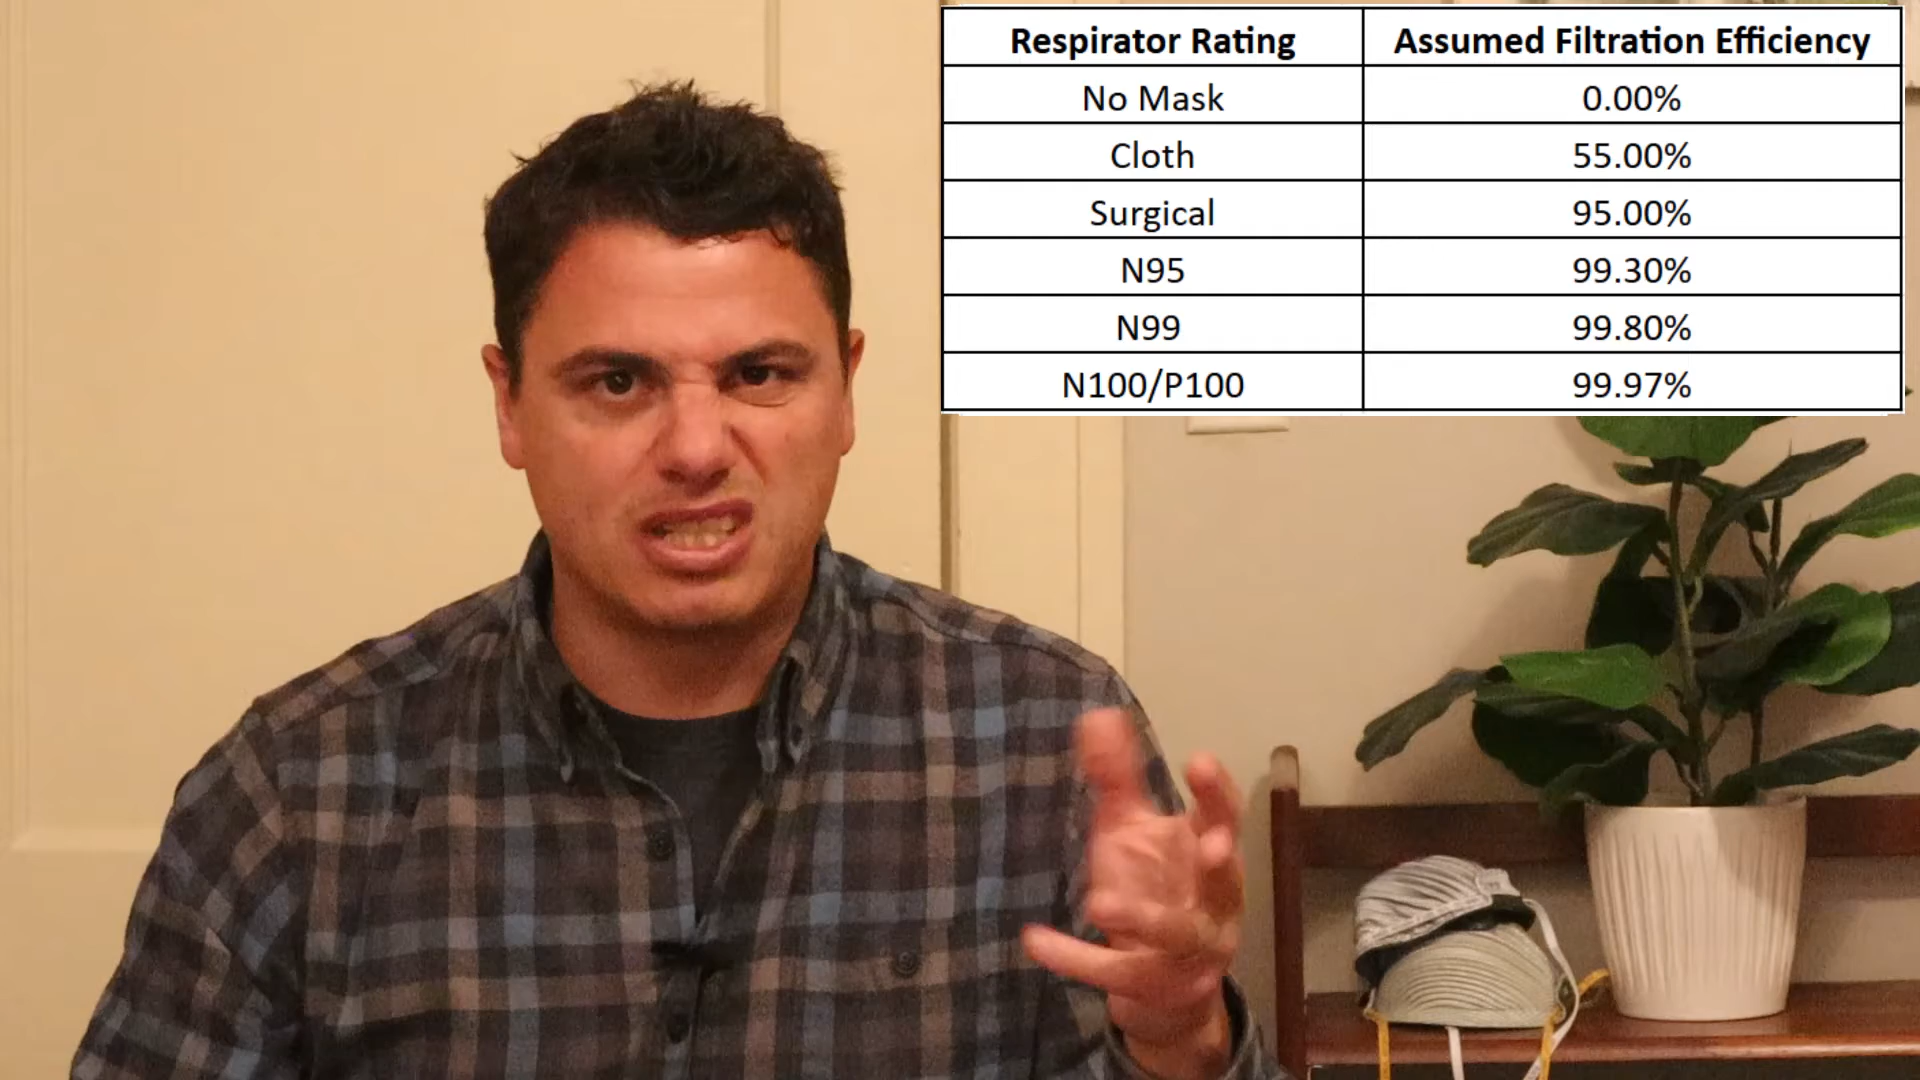 Respirator Rating Assumed Filtration Efficiency
No Mask 0.00%
Cloth 55.00%
Surgical 95.00%
N95 99.30%
N99 99.80%
N100/P100 99.97%